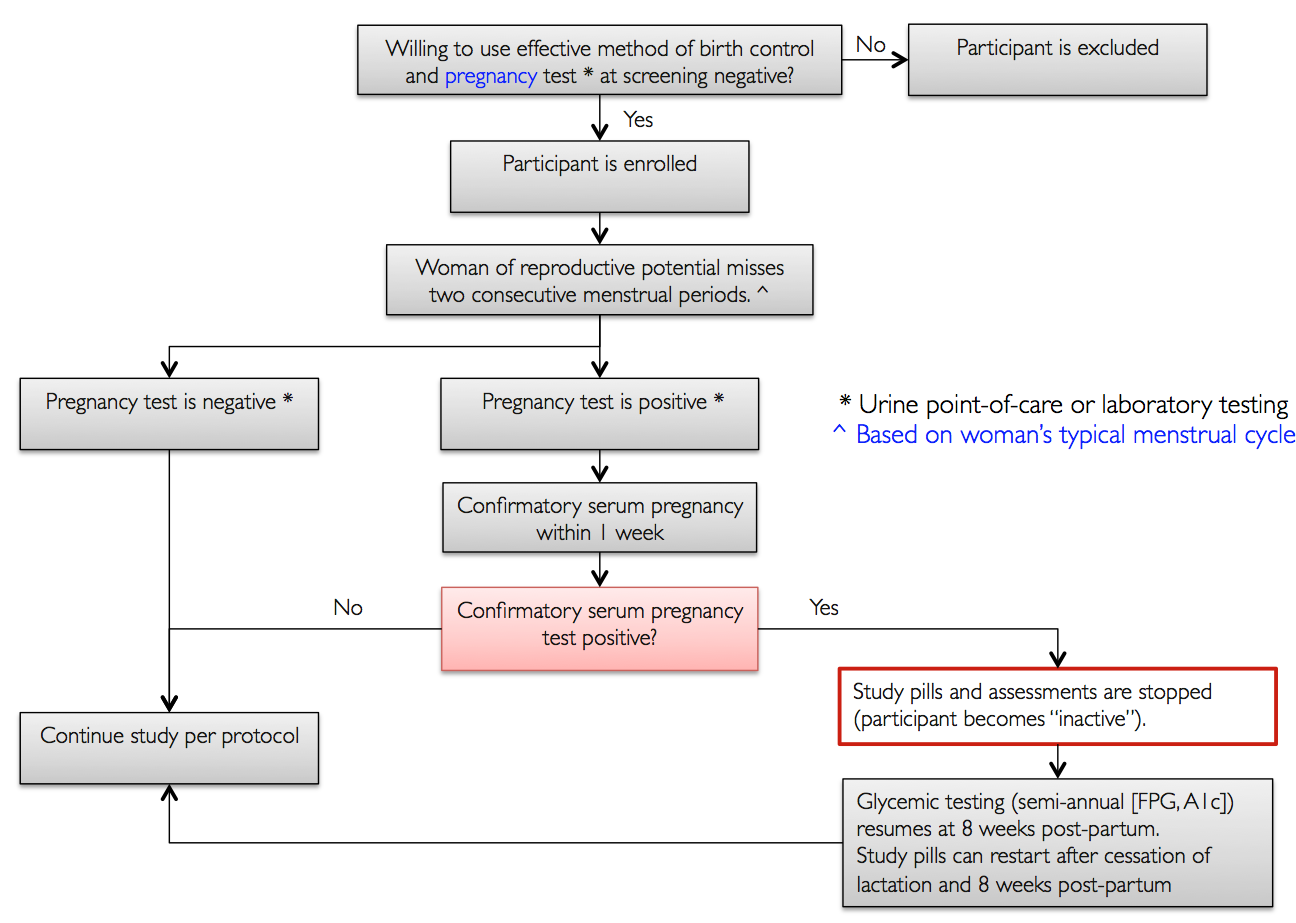 Willing to use effective method of birth control
and pregnancy test * at screening negative?
No
Participant is excluded
Yes
Participant is enrolled
Woman of reproductive potential misses
two consecutive menstrual periods. ^
Pregnancy test is negative *
Pregnancy test is positive *
* Urine point-of-care or laboratory testing
^ Based on woman's typical menstrual cycle
Confirmatory serum pregnancy
within 1 week
No
Confirmatory serum pregnancy
test positive?
Yes
Study pills and assessments are stopped
(participant becomes “inactive”).
Continue study per protocol
Glycemic testing (semi-annual [FPG, A1c])
resumes at 8 weeks post-partum.
Study pills can restart after cessation of
lactation and 8 weeks post-partum